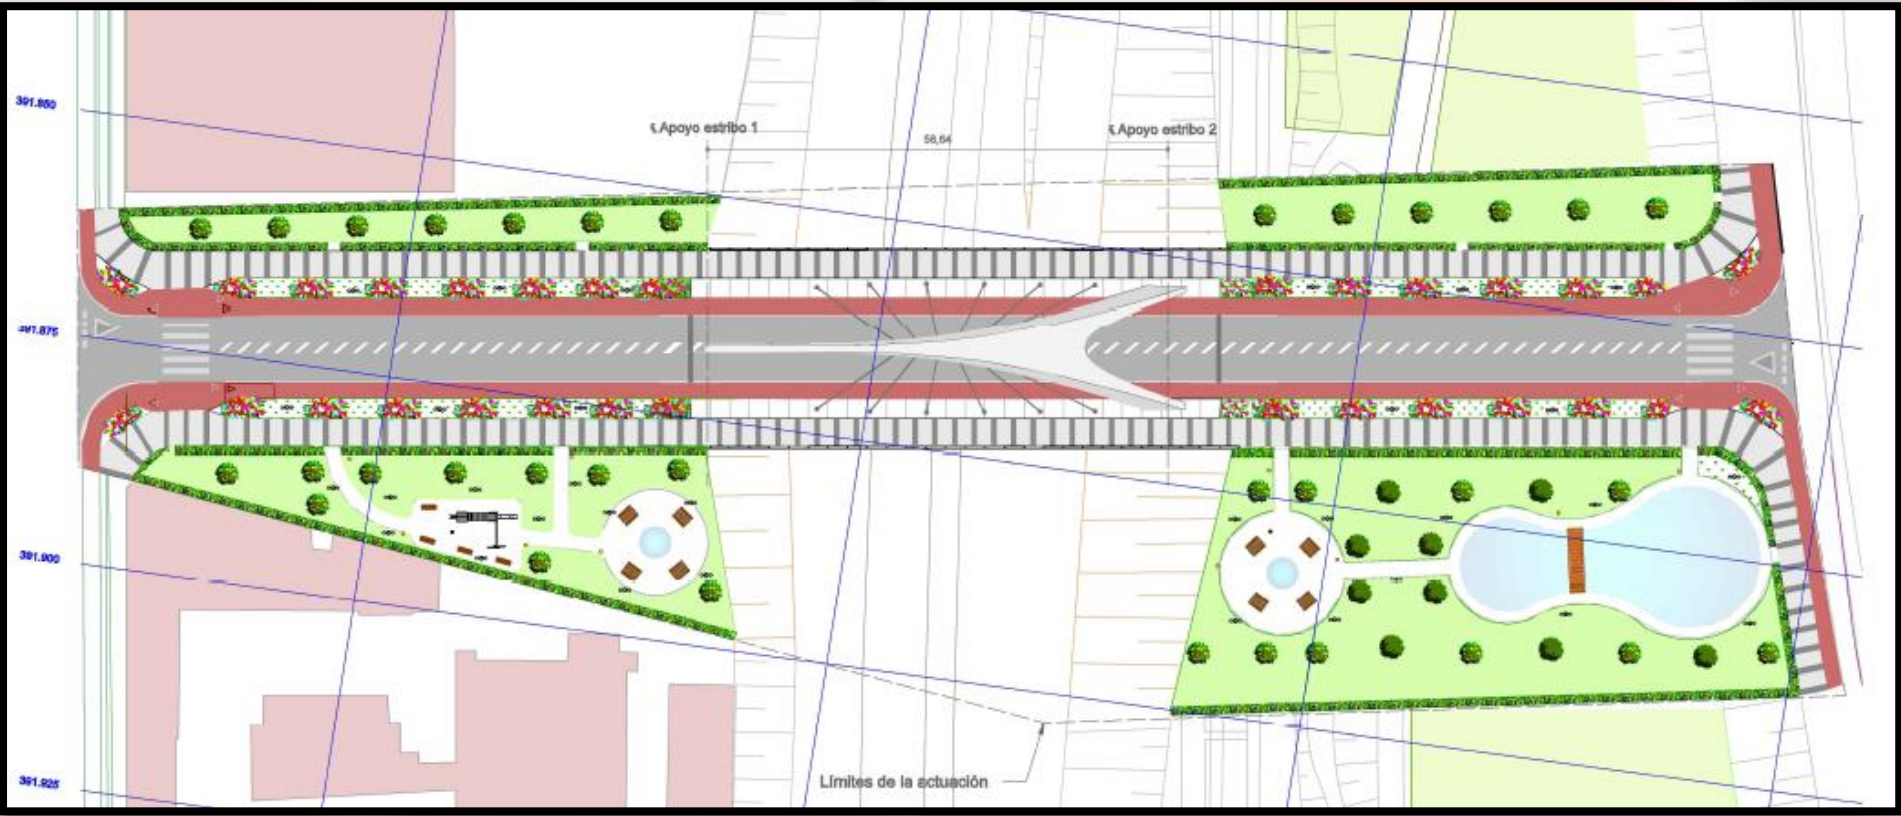 391.850
℄ Apoyo estribo 1
℄ Apoyo estribo 2
56,64
391.875
391.900
391.925
Límites de la actuación